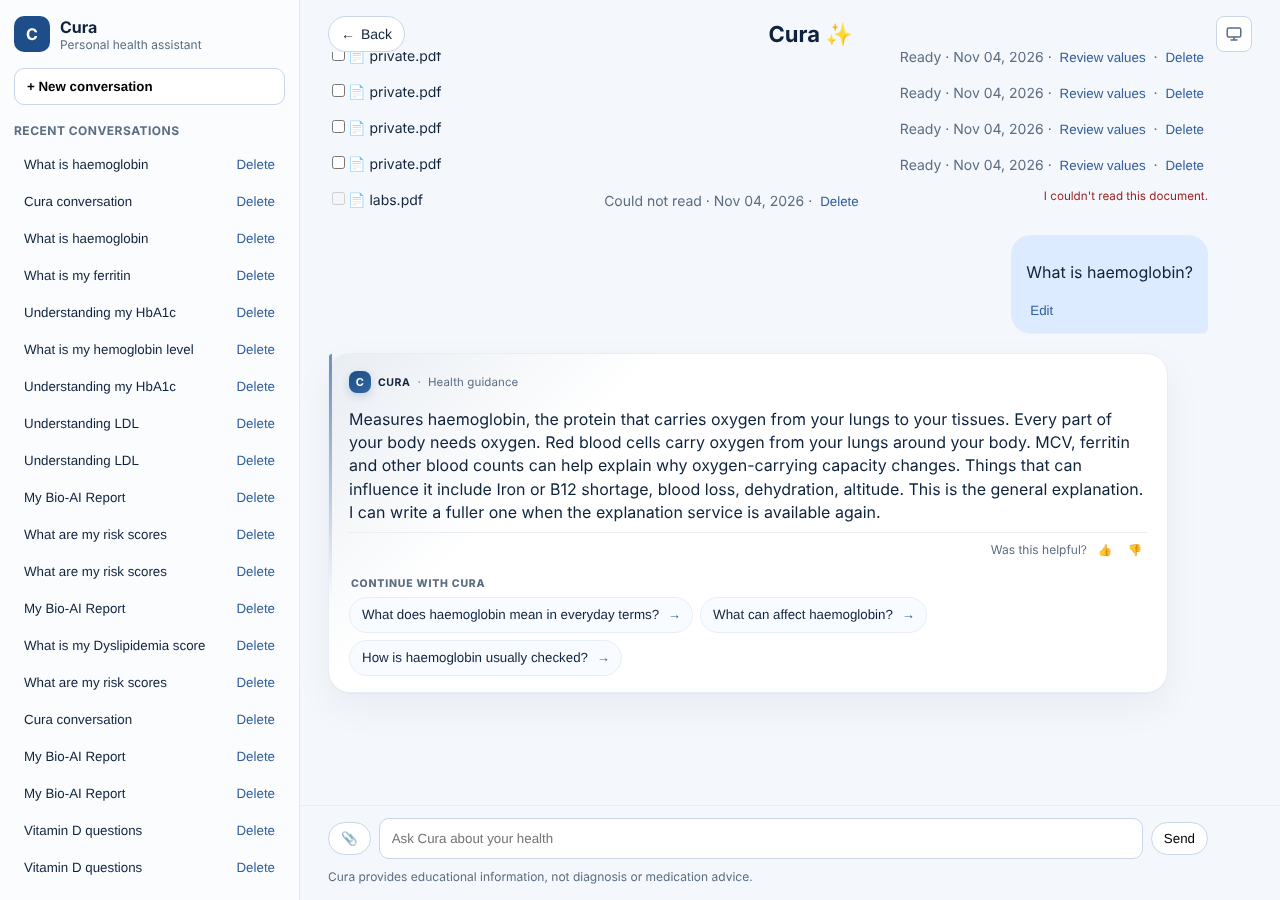 C
Cura
Personal health assistant
+ New conversation
RECENT CONVERSATIONS
What is haemoglobin Delete
Cura conversation Delete
What is haemoglobin Delete
What is my ferritin Delete
Understanding my HbA1c Delete
What is my hemoglobin level Delete
Understanding my HbA1c Delete
Understanding LDL Delete
Understanding LDL Delete
My Bio-AI Report Delete
What are my risk scores Delete
What are my risk scores Delete
My Bio-AI Report Delete
What is my Dyslipidemia score Delete
What are my risk scores Delete
Cura conversation Delete
My Bio-AI Report Delete
My Bio-AI Report Delete
Vitamin D questions Delete
Vitamin D questions Delete
← Back
Cura ✨
private.pdf Ready · Nov 04, 2026 · Review values · Delete
private.pdf Ready · Nov 04, 2026 · Review values · Delete
private.pdf Ready · Nov 04, 2026 · Review values · Delete
private.pdf Ready · Nov 04, 2026 · Review values · Delete
labs.pdf Could not read · Nov 04, 2026 · Delete I couldn't read this document.
What is haemoglobin?
Edit
C CURA · Health guidance
Measures haemoglobin, the protein that carries oxygen from your lungs to your tissues. Every part of
your body needs oxygen. Red blood cells carry oxygen from your lungs around your body. MCV, ferritin
and other blood counts can help explain why oxygen-carrying capacity changes. Things that can
influence it include Iron or B12 shortage, blood loss, dehydration, altitude. This is the general explanation.
I can write a fuller one when the explanation service is available again.
Was this helpful? 👍 👎
CONTINUE WITH CURA
What does haemoglobin mean in everyday terms? → What can affect haemoglobin? →
How is haemoglobin usually checked? →
Ask Cura about your health
Send
Cura provides educational information, not diagnosis or medication advice.